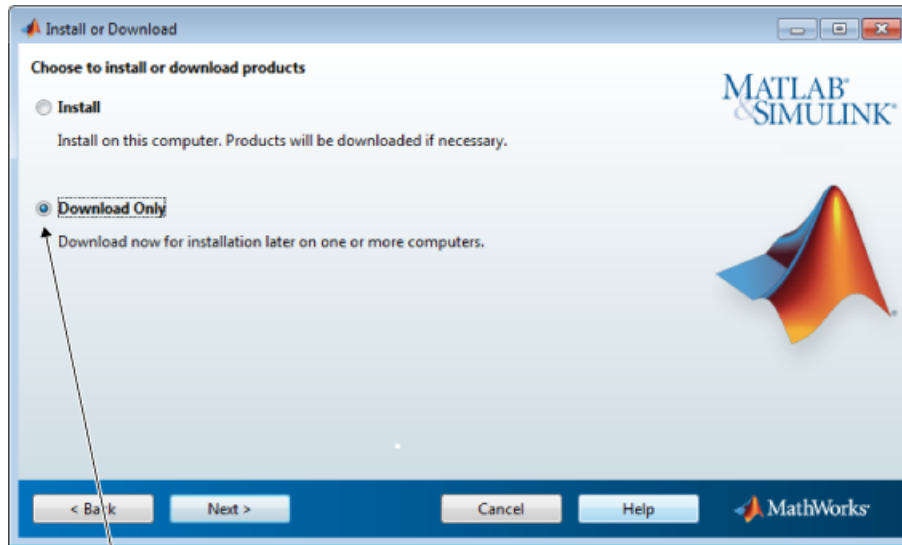 Install or Download
Choose to install or download products
Install
Install on this computer. Products will be downloaded if necessary.
Download Only
Download now for installation later on one or more computers.
MATLAB®
&SIMULINK®
< Back
Next >
Cancel
Help
MathWorks®